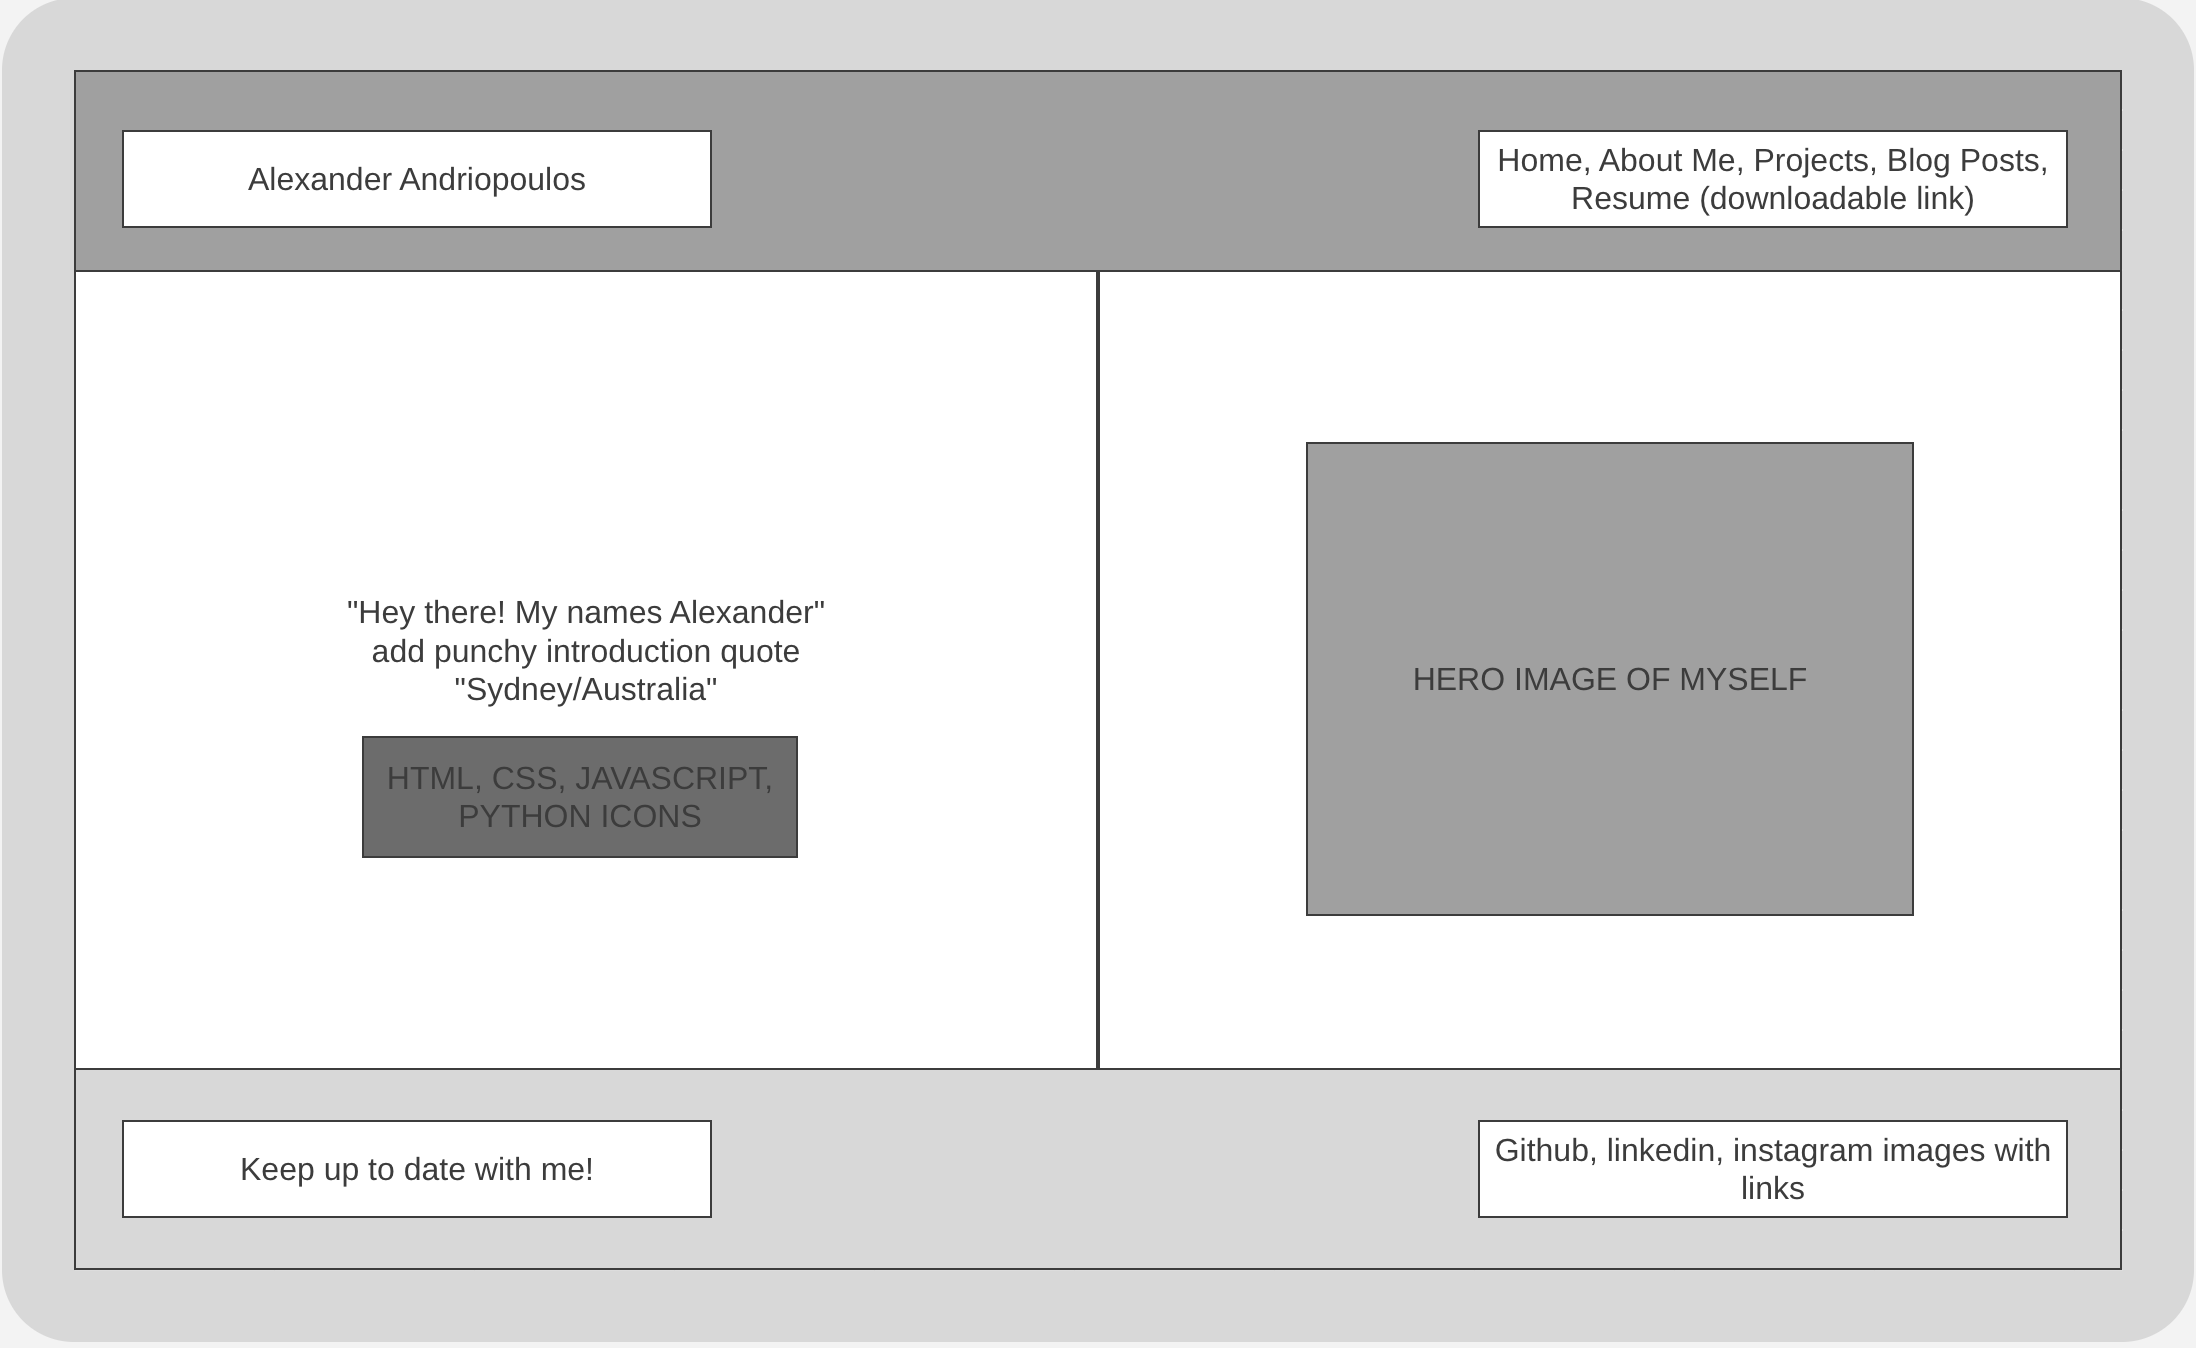 Alexander Andriopoulos
Home, About Me, Projects, Blog Posts,
Resume (downloadable link)
"Hey there! My names Alexander"
add punchy introduction quote
"Sydney/Australia"
HTML, CSS, JAVASCRIPT,
PYTHON ICONS
HERO IMAGE OF MYSELF
Keep up to date with me!
Github, linkedin, instagram images with
links